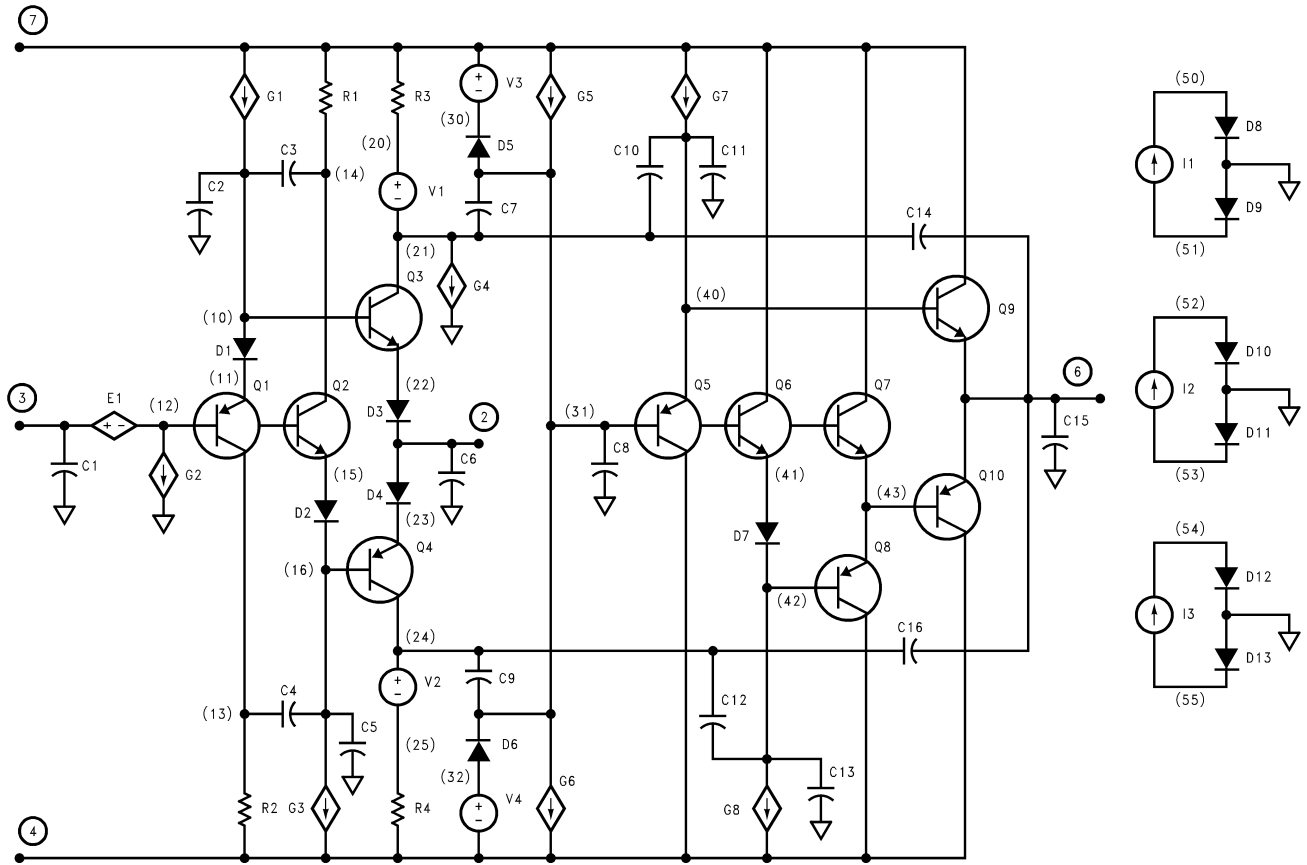 7
G1
R1
R3
V3
G5
G7
(50)
(30)
(20)
D5
D8
C3
(14)
C10
C11
I1
C2
V1
C7
D9
C14
(21)
(51)
Q3
G4
(10)
(40)
Q9
(52)
D1
D10
(11)
Q1
Q2
(22)
Q5
Q6
Q7
6
3
E1
(12)
D3
2
(31)
I2
C15
C1
G2
(15)
C6
C8
(41)
Q10
D11
D4
(43)
(53)
D2
(23)
D7
Q4
Q8
(54)
(16)
D12
(42)
I3
(24)
C16
V2
C9
D13
C4
(13)
C5
C12
(55)
(25)
D6
(32)
C13
R2
G3
R4
V4
G6
G8
4